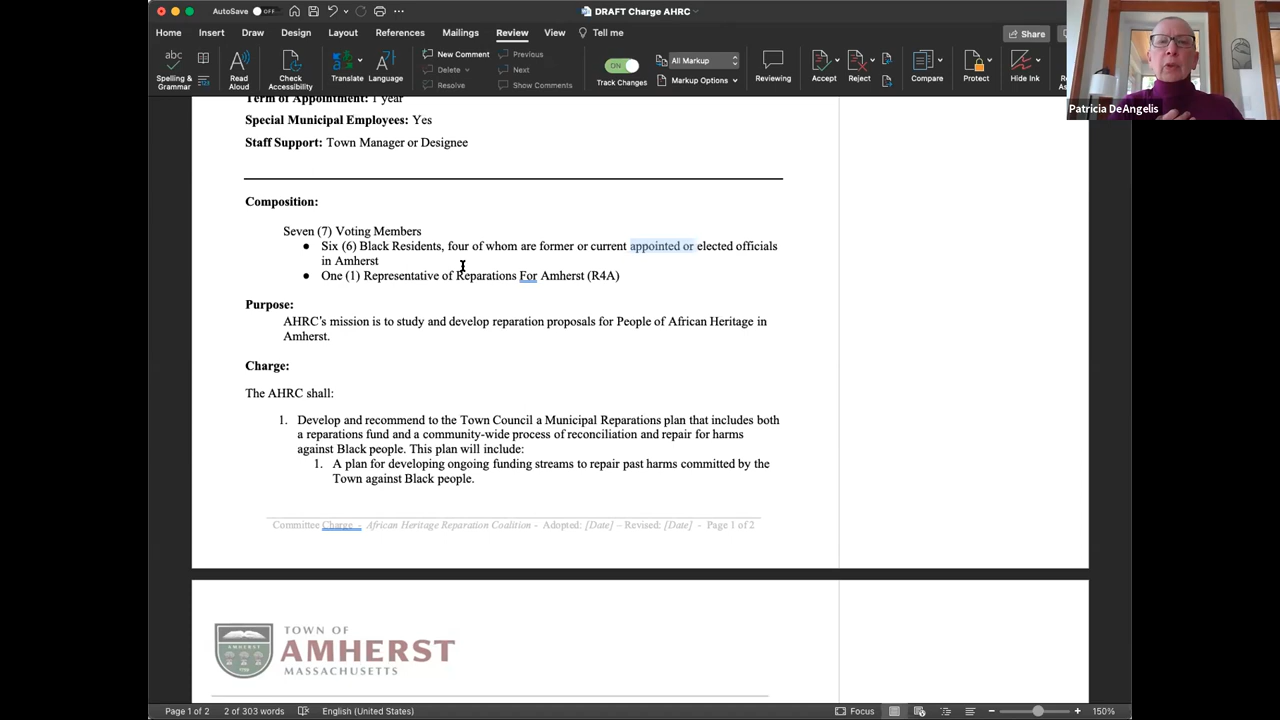 AutoSave OFF
DRAFT Charge AHRC
Home Insert Draw Design Layout References Mailings Review View Tell me
Share
abc
Spelling & Grammar
Read Aloud
Check Accessibility
Translate
Language
New Comment
Delete
Resolve
Previous
Next
Show Comments
ON
Track Changes
All Markup
Markup Options
Reviewing
Accept
Reject
Compare
Protect
Hide Ink
Patricia DeAngelis
Term of Appointment: 1 year
Special Municipal Employees: Yes
Staff Support: Town Manager or Designee
Composition:
Seven (7) Voting Members
● Six (6) Black Residents, four of whom are former or current appointed or elected officials
in Amherst
● One (1) Representative of Reparations For Amherst (R4A)
Purpose:
AHRC's mission is to study and develop reparation proposals for People of African Heritage in
Amherst.
Charge:
The AHRC shall:
1. Develop and recommend to the Town Council a Municipal Reparations plan that includes both
a reparations fund and a community-wide process of reconciliation and repair for harms
against Black people. This plan will include:
1. A plan for developing ongoing funding streams to repair past harms committed by the
Town against Black people.
Committee Charge - African Heritage Reparation Coalition - Adopted: [Date] – Revised: [Date] - Page 1 of 2
TOWN OF
AMHERST
MASSACHUSETTS
Page 1 of 2 2 of 303 words English (United States) Focus 150%